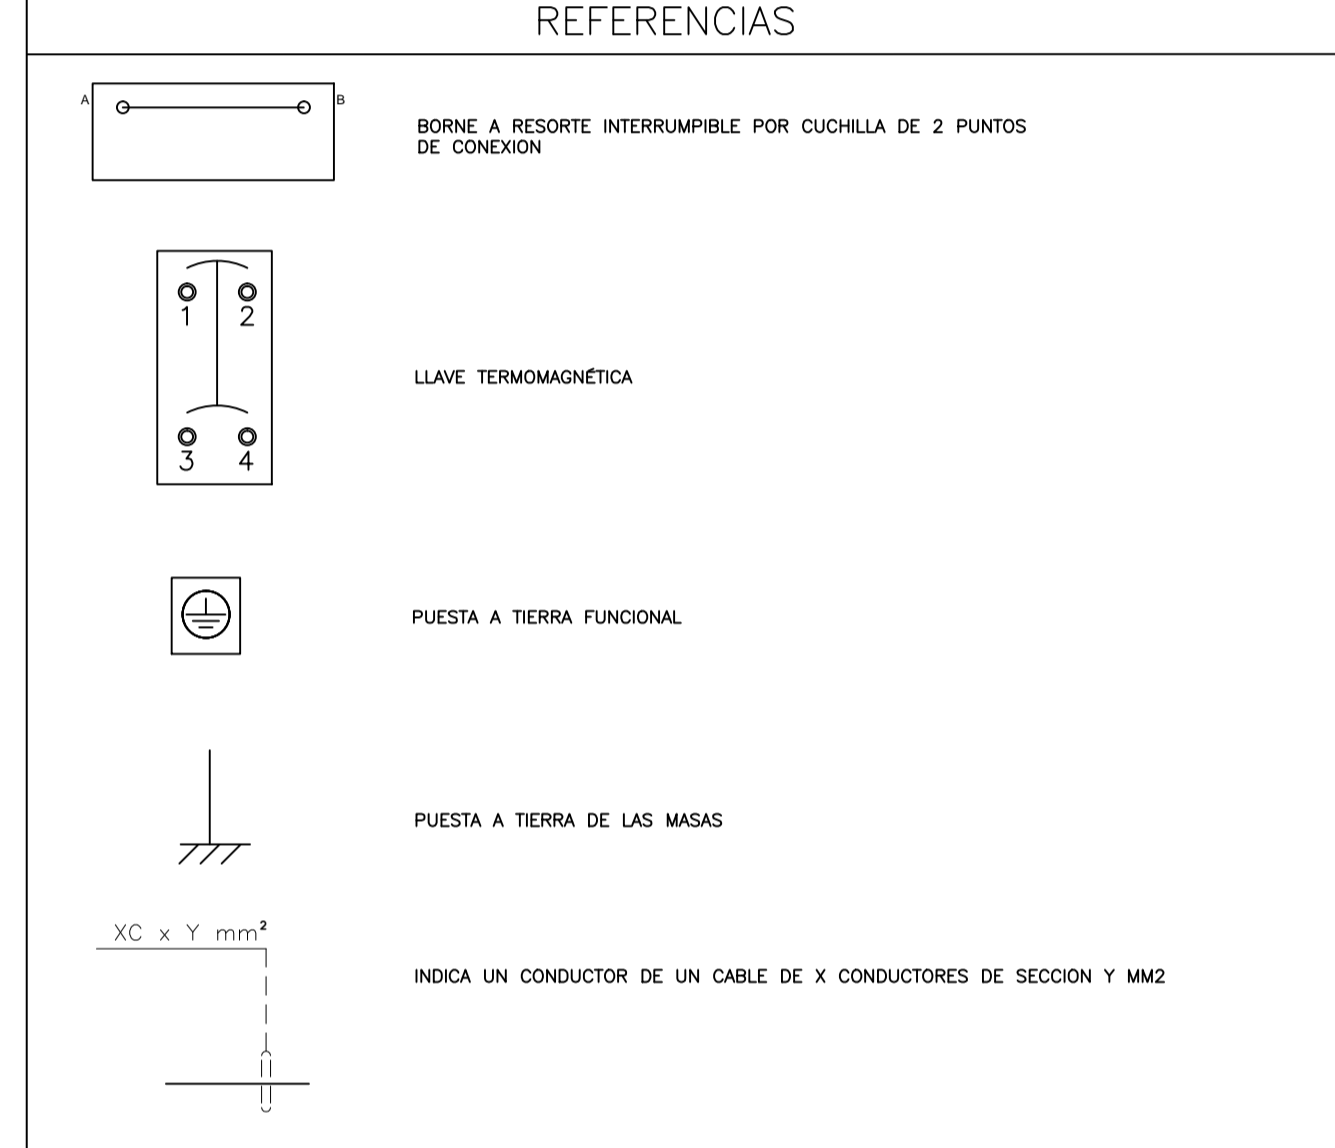 REFERENCIAS
A
B
BORNE A RESORTE INTERRUMPIBLE POR CUCHILLA DE 2 PUNTOS
DE CONEXION
1 2
LLAVE TERMOMAGNÉTICA
3 4
PUESTA A TIERRA FUNCIONAL
PUESTA A TIERRA DE LAS MASAS
XC x Y mm²
INDICA UN CONDUCTOR DE UN CABLE DE X CONDUCTORES DE SECCION Y MM2